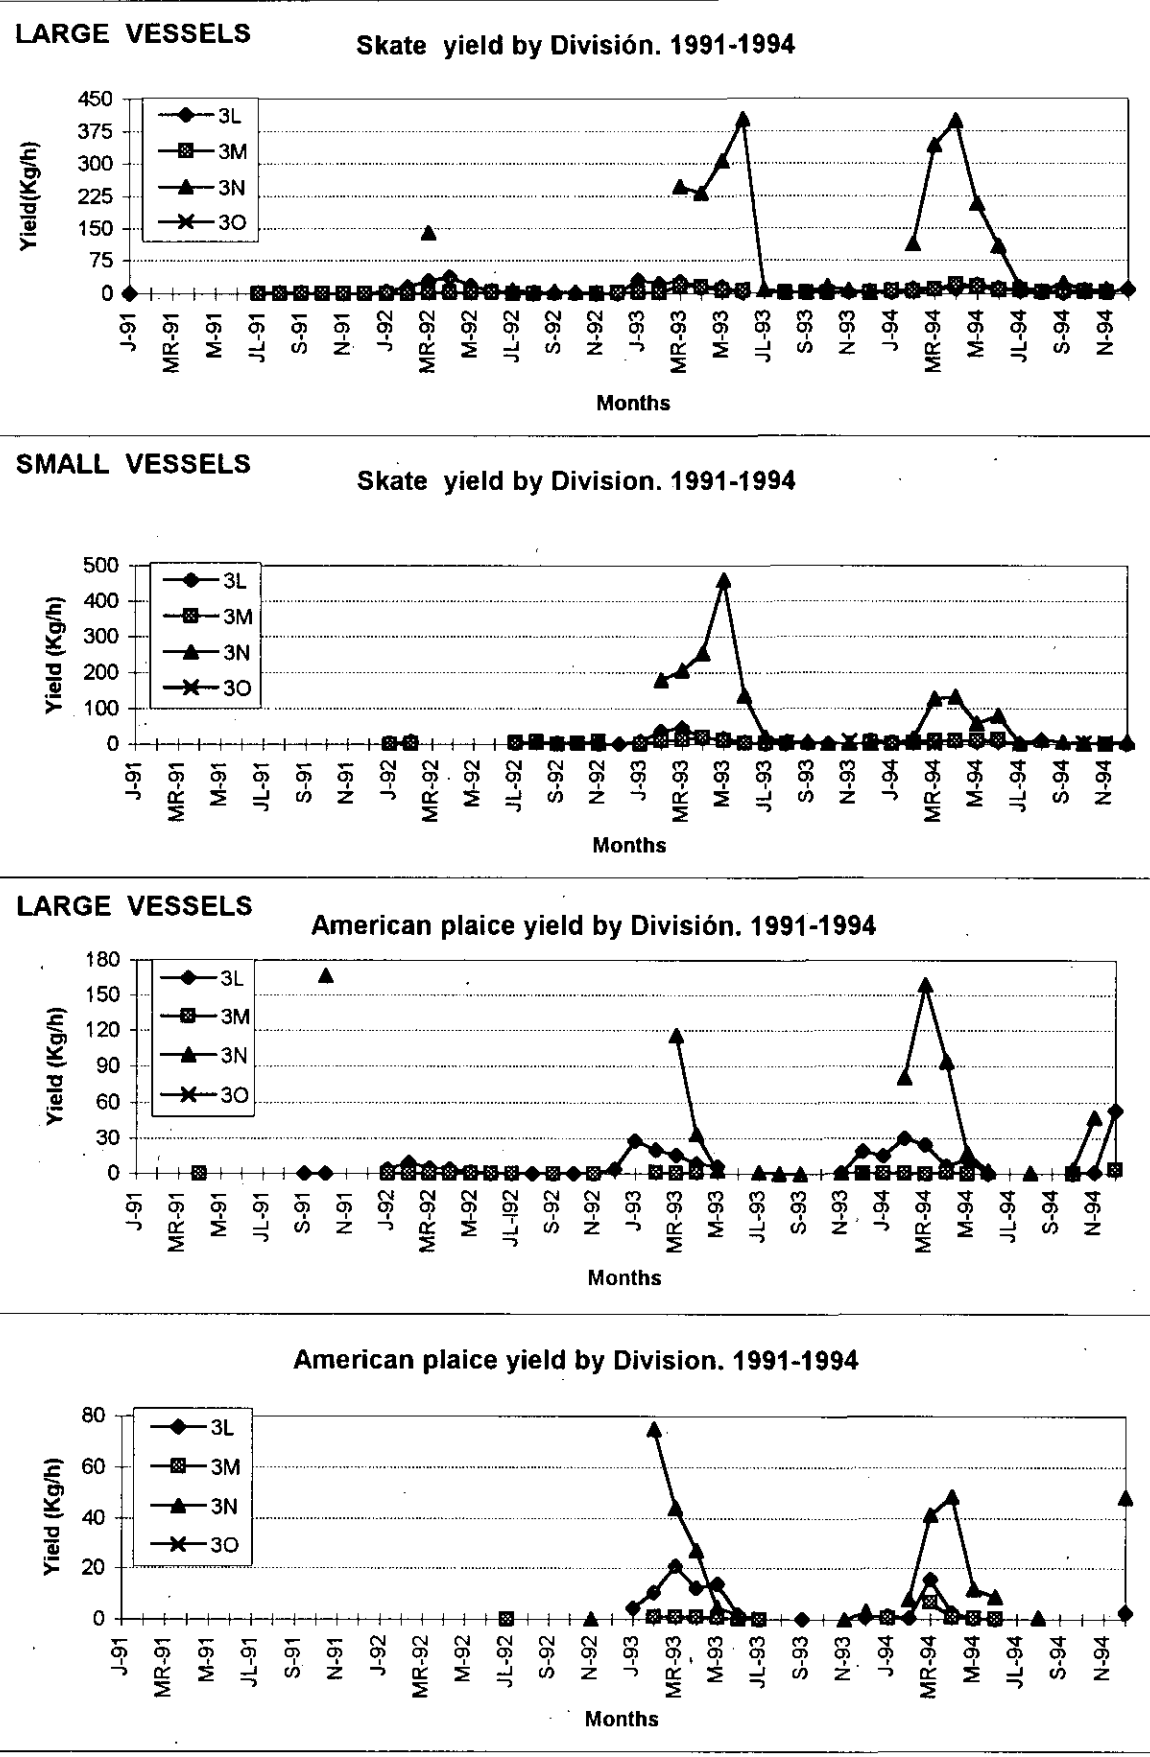 LARGE VESSELS
Skate yield by División. 1991-1994
Yield(Kg/h)
450
375
300
225
150
75
0
3L
3M
3N
3O
J-91
MR-91
M-91
JL-91
S-91
N-91
J-92
MR-92
M-92
JL-92
S-92
N-92
J-93
MR-93
M-93
JL-93
S-93
N-93
J-94
MR-94
M-94
JL-94
S-94
N-94
Months
SMALL VESSELS
Skate yield by Division. 1991-1994
Yield (Kg/h)
500
400
300
200
100
0
3L
3M
3N
3O
J-91
MR-91
M-91
JL-91
S-91
N-91
J-92
MR-92
M-92
JL-92
S-92
N-92
J-93
MR-93
M-93
JL-93
S-93
N-93
J-94
MR-94
M-94
JL-94
S-94
N-94
Months
LARGE VESSELS
American plaice yield by División. 1991-1994
Yield (Kg/h)
180
150
120
90
60
30
0
3L
3M
3N
3O
J-91
MR-91
M-91
JL-91
S-91
N-91
J-92
MR-92
M-92
JL-I92
S-92
N-92
J-93
MR-93
M-93
JL-93
S-93
N-93
J-94
MR-94
M-94
JL-94
S-94
N-94
Months
American plaice yield by Division. 1991-1994
Yield (Kg/h)
80
60
40
20
0
3L
3M
3N
3O
J-91
MR-91
M-91
JL-91
S-91
N-91
J-92
MR-92
M-92
JL-92
S-92
N-92
J-93
MR-93
M-93
JL-93
S-93
N-93
J-94
MR-94
M-94
JL-94
S-94
N-94
Months